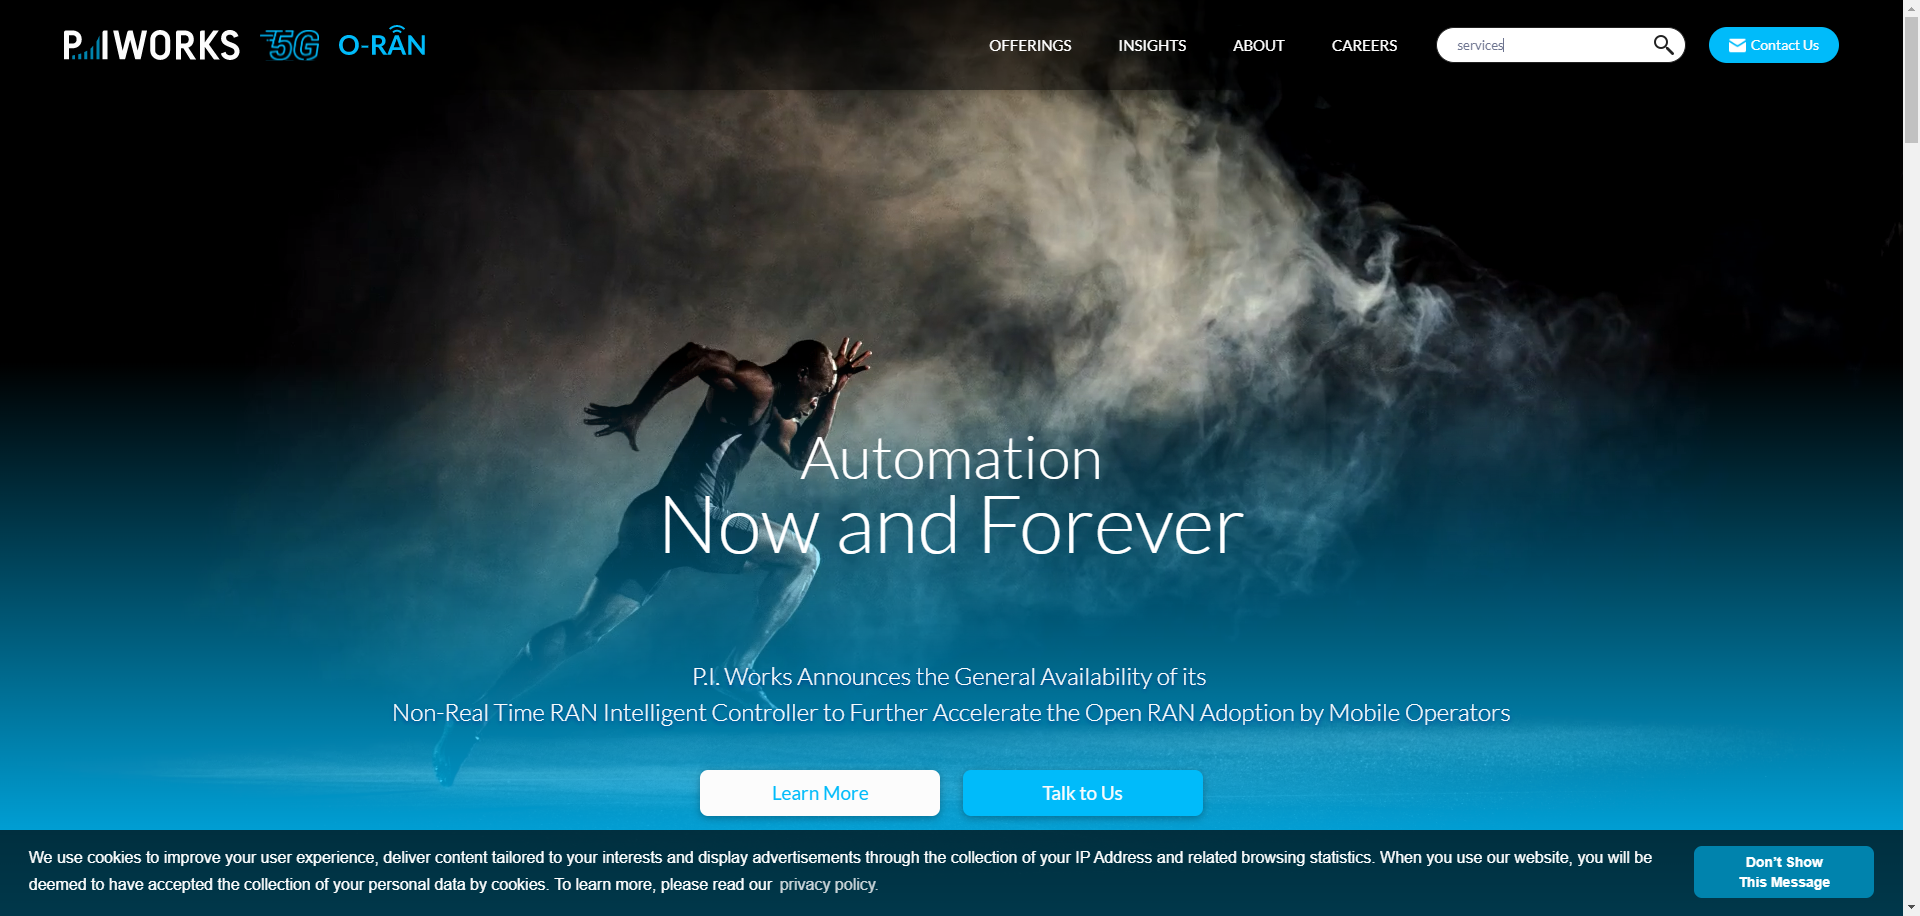 P.I WORKS 5G O-RAN
OFFERINGS INSIGHTS ABOUT CAREERS services Contact Us
Automation
Now and Forever
P.I. Works Announces the General Availability of its
Non-Real Time RAN Intelligent Controller to Further Accelerate the Open RAN Adoption by Mobile Operators
Learn More Talk to Us
We use cookies to improve your user experience, deliver content tailored to your interests and display advertisements through the collection of your IP Address and related browsing statistics. When you use our website, you will be
deemed to have accepted the collection of your personal data by cookies. To learn more, please read our privacy policy.
Don't Show
This Message